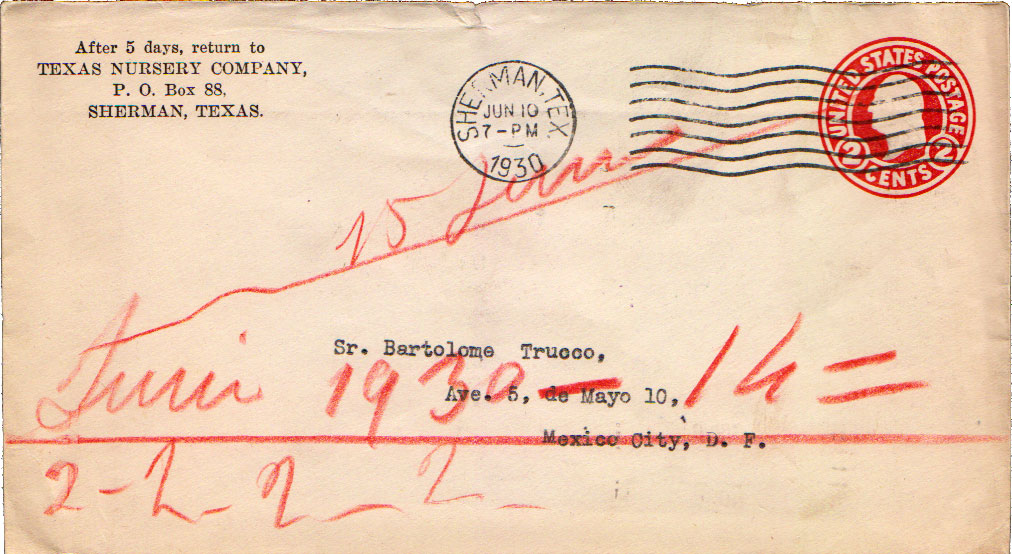 After 5 days, return to
TEXAS NURSERY COMPANY,
P. O. Box 88,
SHERMAN, TEXAS.
SHERMAN, TEX.
JUN 10
7-PM
1930
UNITED STATES POSTAGE
2 CENTS 2
15
Sr. Bartolome Trucco,
1930 - 14 =
Ave. 5, de Mayo 10,
Mexico City, D. F.
2 - 2 - 2 - 2 -